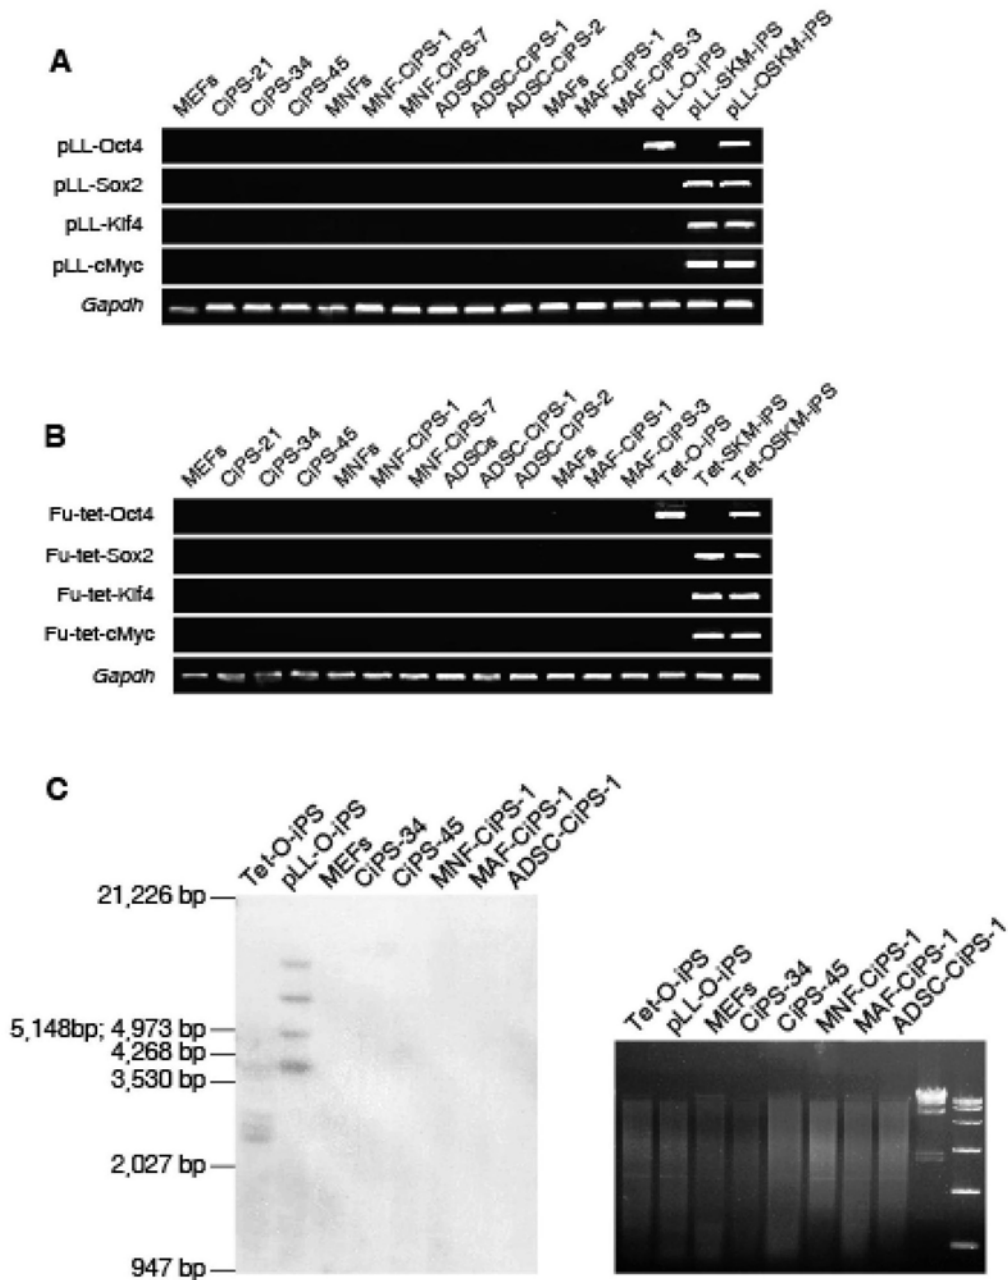 A
MEFs CiPS-21 CiPS-34 CiPS-45 MNFs MNF-CiPS-1 MNF-CiPS-7 ADSCs ADSC-CiPS-1 ADSC-CiPS-2 MAFs MAF-CiPS-1 MAF-CiPS-3 pLL-O-iPS pLL-SKM-iPS pLL-OSKM-iPS
pLL-Oct4
pLL-Sox2
pLL-Klf4
pLL-cMyc
Gapdh
B
MEFs CiPS-21 CiPS-34 CiPS-45 MNFs MNF-CiPS-1 MNF-CiPS-7 ADSCs ADSC-CiPS-1 ADSC-CiPS-2 MAFs MAF-CiPS-1 MAF-CiPS-3 Tet-O-iPS Tet-SKM-iPS Tet-OSKM-iPS
Fu-tet-Oct4
Fu-tet-Sox2
Fu-tet-Klf4
Fu-tet-cMyc
Gapdh
C
Tet-O-iPS pLL-O-iPS MEFs CiPS-34 CiPS-45 MNF-CiPS-1 MAF-CiPS-1 ADSC-CiPS-1
21,226 bp
5,148bp; 4,973 bp
4,268 bp
3,530 bp
2,027 bp
947 bp
Tet-O-iPS pLL-O-iPS MEFs CiPS-34 CiPS-45 MNF-CiPS-1 MAF-CiPS-1 ADSC-CiPS-1